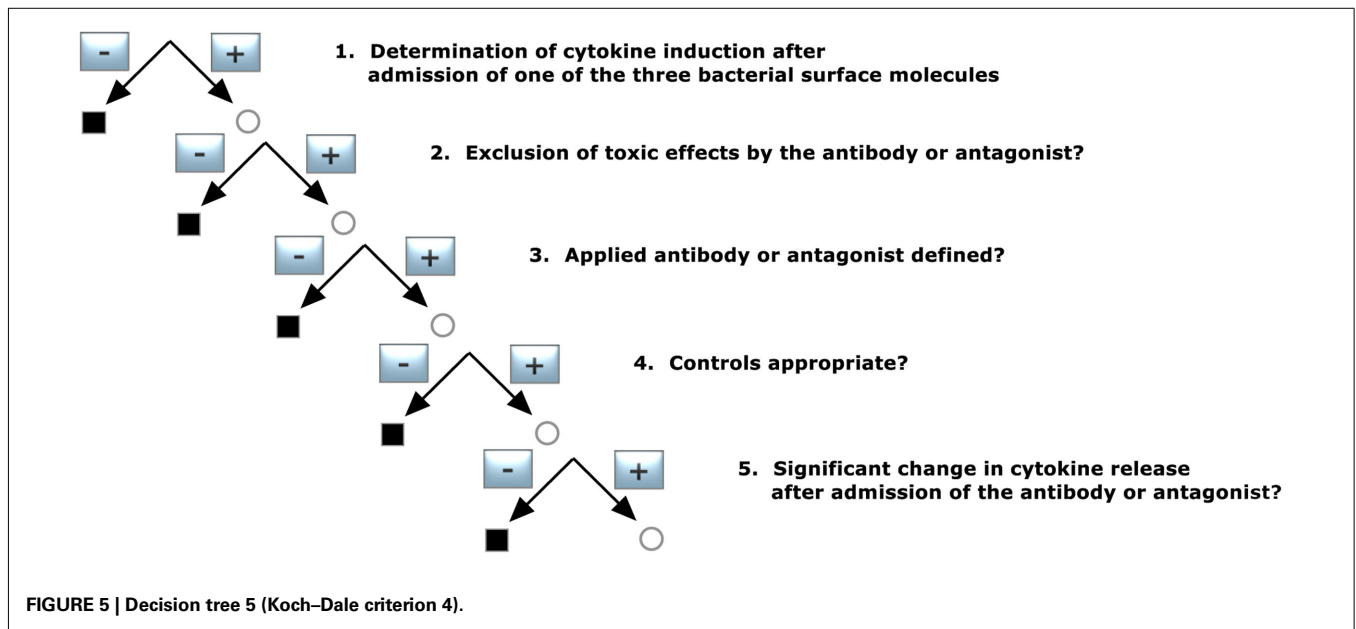 - +
1. Determination of cytokine induction after
admission of one of the three bacterial surface molecules
- +
2. Exclusion of toxic effects by the antibody or antagonist?
- +
3. Applied antibody or antagonist defined?
- +
4. Controls appropriate?
- +
5. Significant change in cytokine release
after admission of the antibody or antagonist?
FIGURE 5 | Decision tree 5 (Koch–Dale criterion 4).